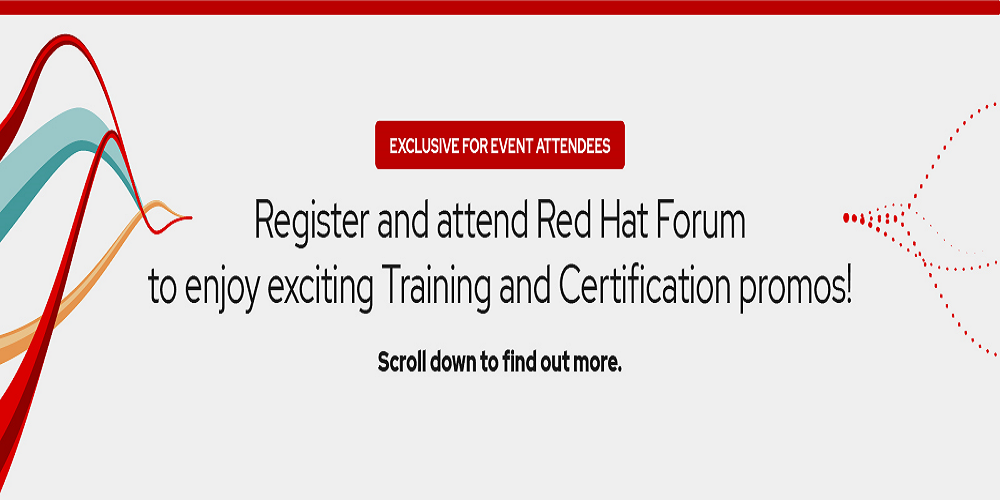 EXCLUSIVE FOR EVENT ATTENDEES
Register and attend Red Hat Forum
to enjoy exciting Training and Certification promos!
Scroll down to find out more.